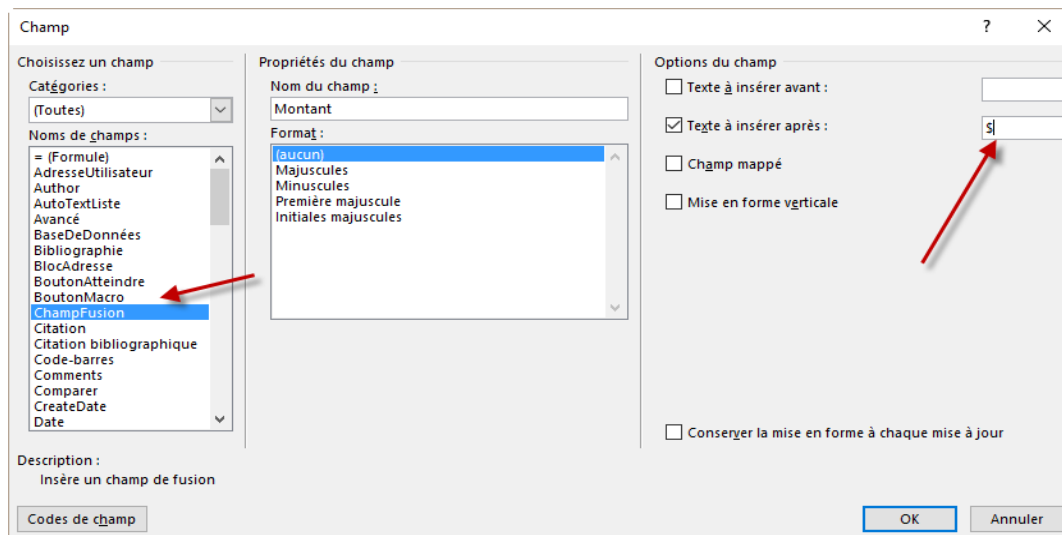 Champ
?
Choisissez un champ
Catégories :
(Toutes)
Noms de champs :
= (Formule)
AdresseUtilisateur
Author
AutoTextListe
Avancé
BaseDeDonnées
Bibliographie
BlocAdresse
BoutonAtteindre
BoutonMacro
ChampFusion
Citation
Citation bibliographique
Code-barres
Comments
Comparer
CreateDate
Date
Propriétés du champ
Nom du champ :
Montant
Format :
(aucun)
Majuscules
Minuscules
Première majuscule
Initiales majuscules
Options du champ
Texte à insérer avant :
Texte à insérer après :
$
Champ mappé
Mise en forme verticale
Conserver la mise en forme à chaque mise à jour
Description :
Insère un champ de fusion
Codes de champ
OK
Annuler